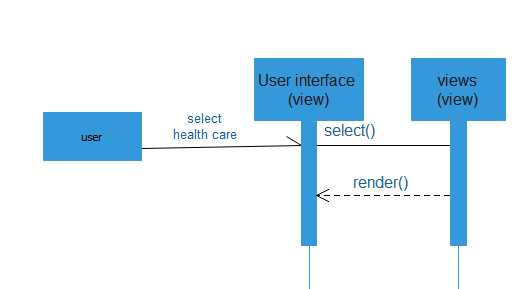 User interface
(view)
views
(view)
select
health care
user
select()
render()